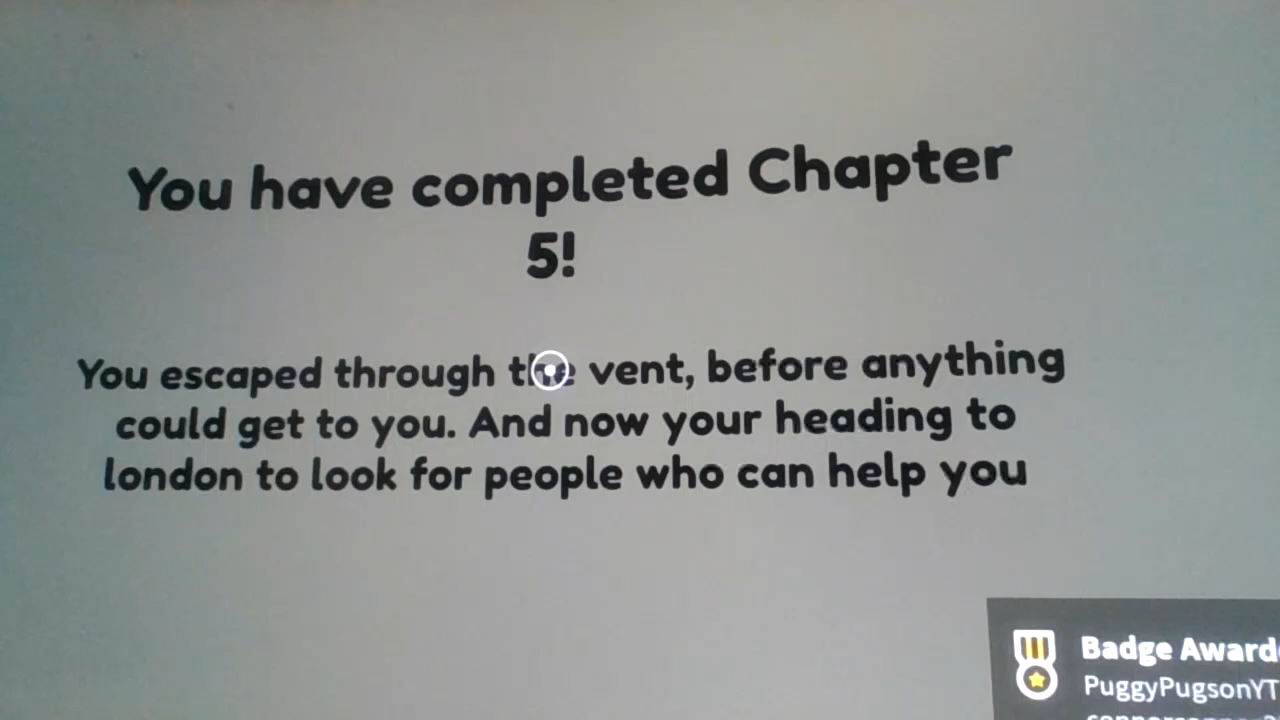 You have completed Chapter
5!
You escaped through the vent, before anything
could get to you. And now your heading to
london to look for people who can help you
Badge Award
PuggyPugsonYT